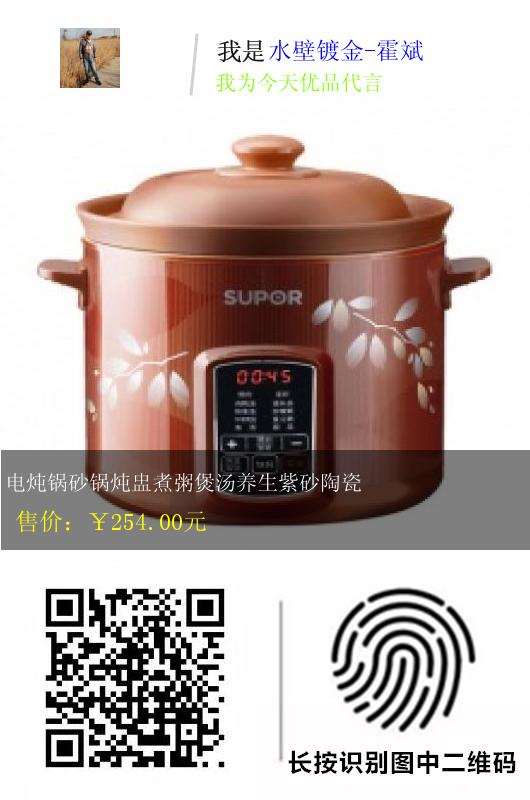 我是水壁镀金-霍斌
我为今天优品代言
SUPOR
00:45
电炖锅砂锅炖盅煮粥煲汤养生紫砂陶瓷
售价：￥254.00元
长按识别图中二维码